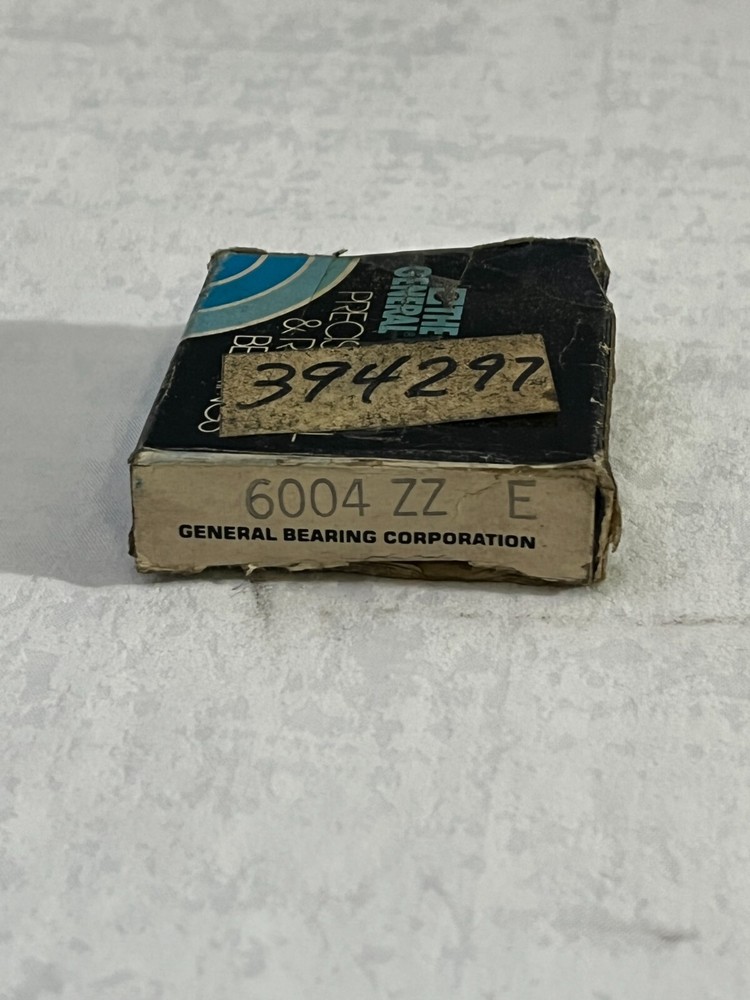 THE
GENERAL
&
394297
6004 ZZ E
GENERAL BEARING CORPORATION